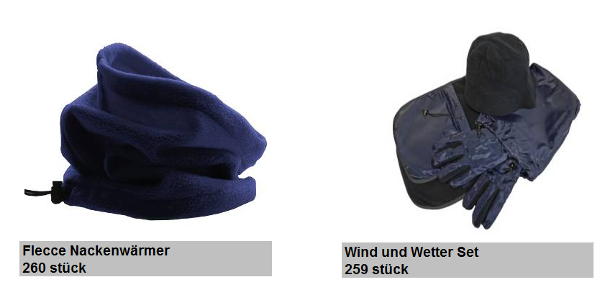 Flecce Nackenwärmer
260 stück
Wind und Wetter Set
259 stück